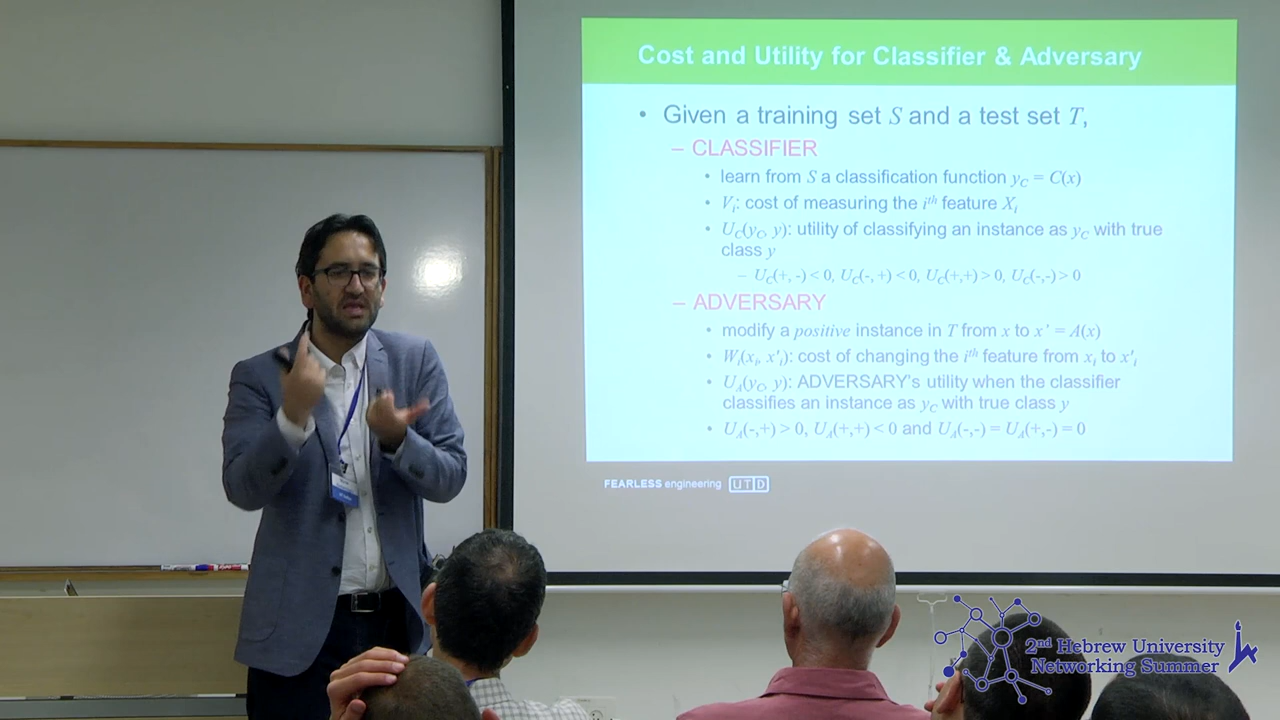 Cost and Utility for Classifier & Adversary
• Given a training set S and a test set T,
– CLASSIFIER
• learn from S a classification function y_C = C(x)
• V_i: cost of measuring the i^th feature X_i
• U_C(y_C, y): utility of classifying an instance as y_C with true
class y
– U_C(+, -) < 0, U_C(-, +) < 0, U_C(+,+) > 0, U_C(-,-) > 0
– ADVERSARY
• modify a positive instance in T from x to x' = A(x)
• W_i(x_i, x'_i): cost of changing the i^th feature from x_i to x'_i
• U_A(y_C, y): ADVERSARY's utility when the classifier
classifies an instance as y_C with true class y
• U_A(-,+) > 0, U_A(+,+) < 0 and U_A(-,-) = U_A(+,-) = 0
FEARLESS engineering UTD
2nd Hebrew University
Networking Summer